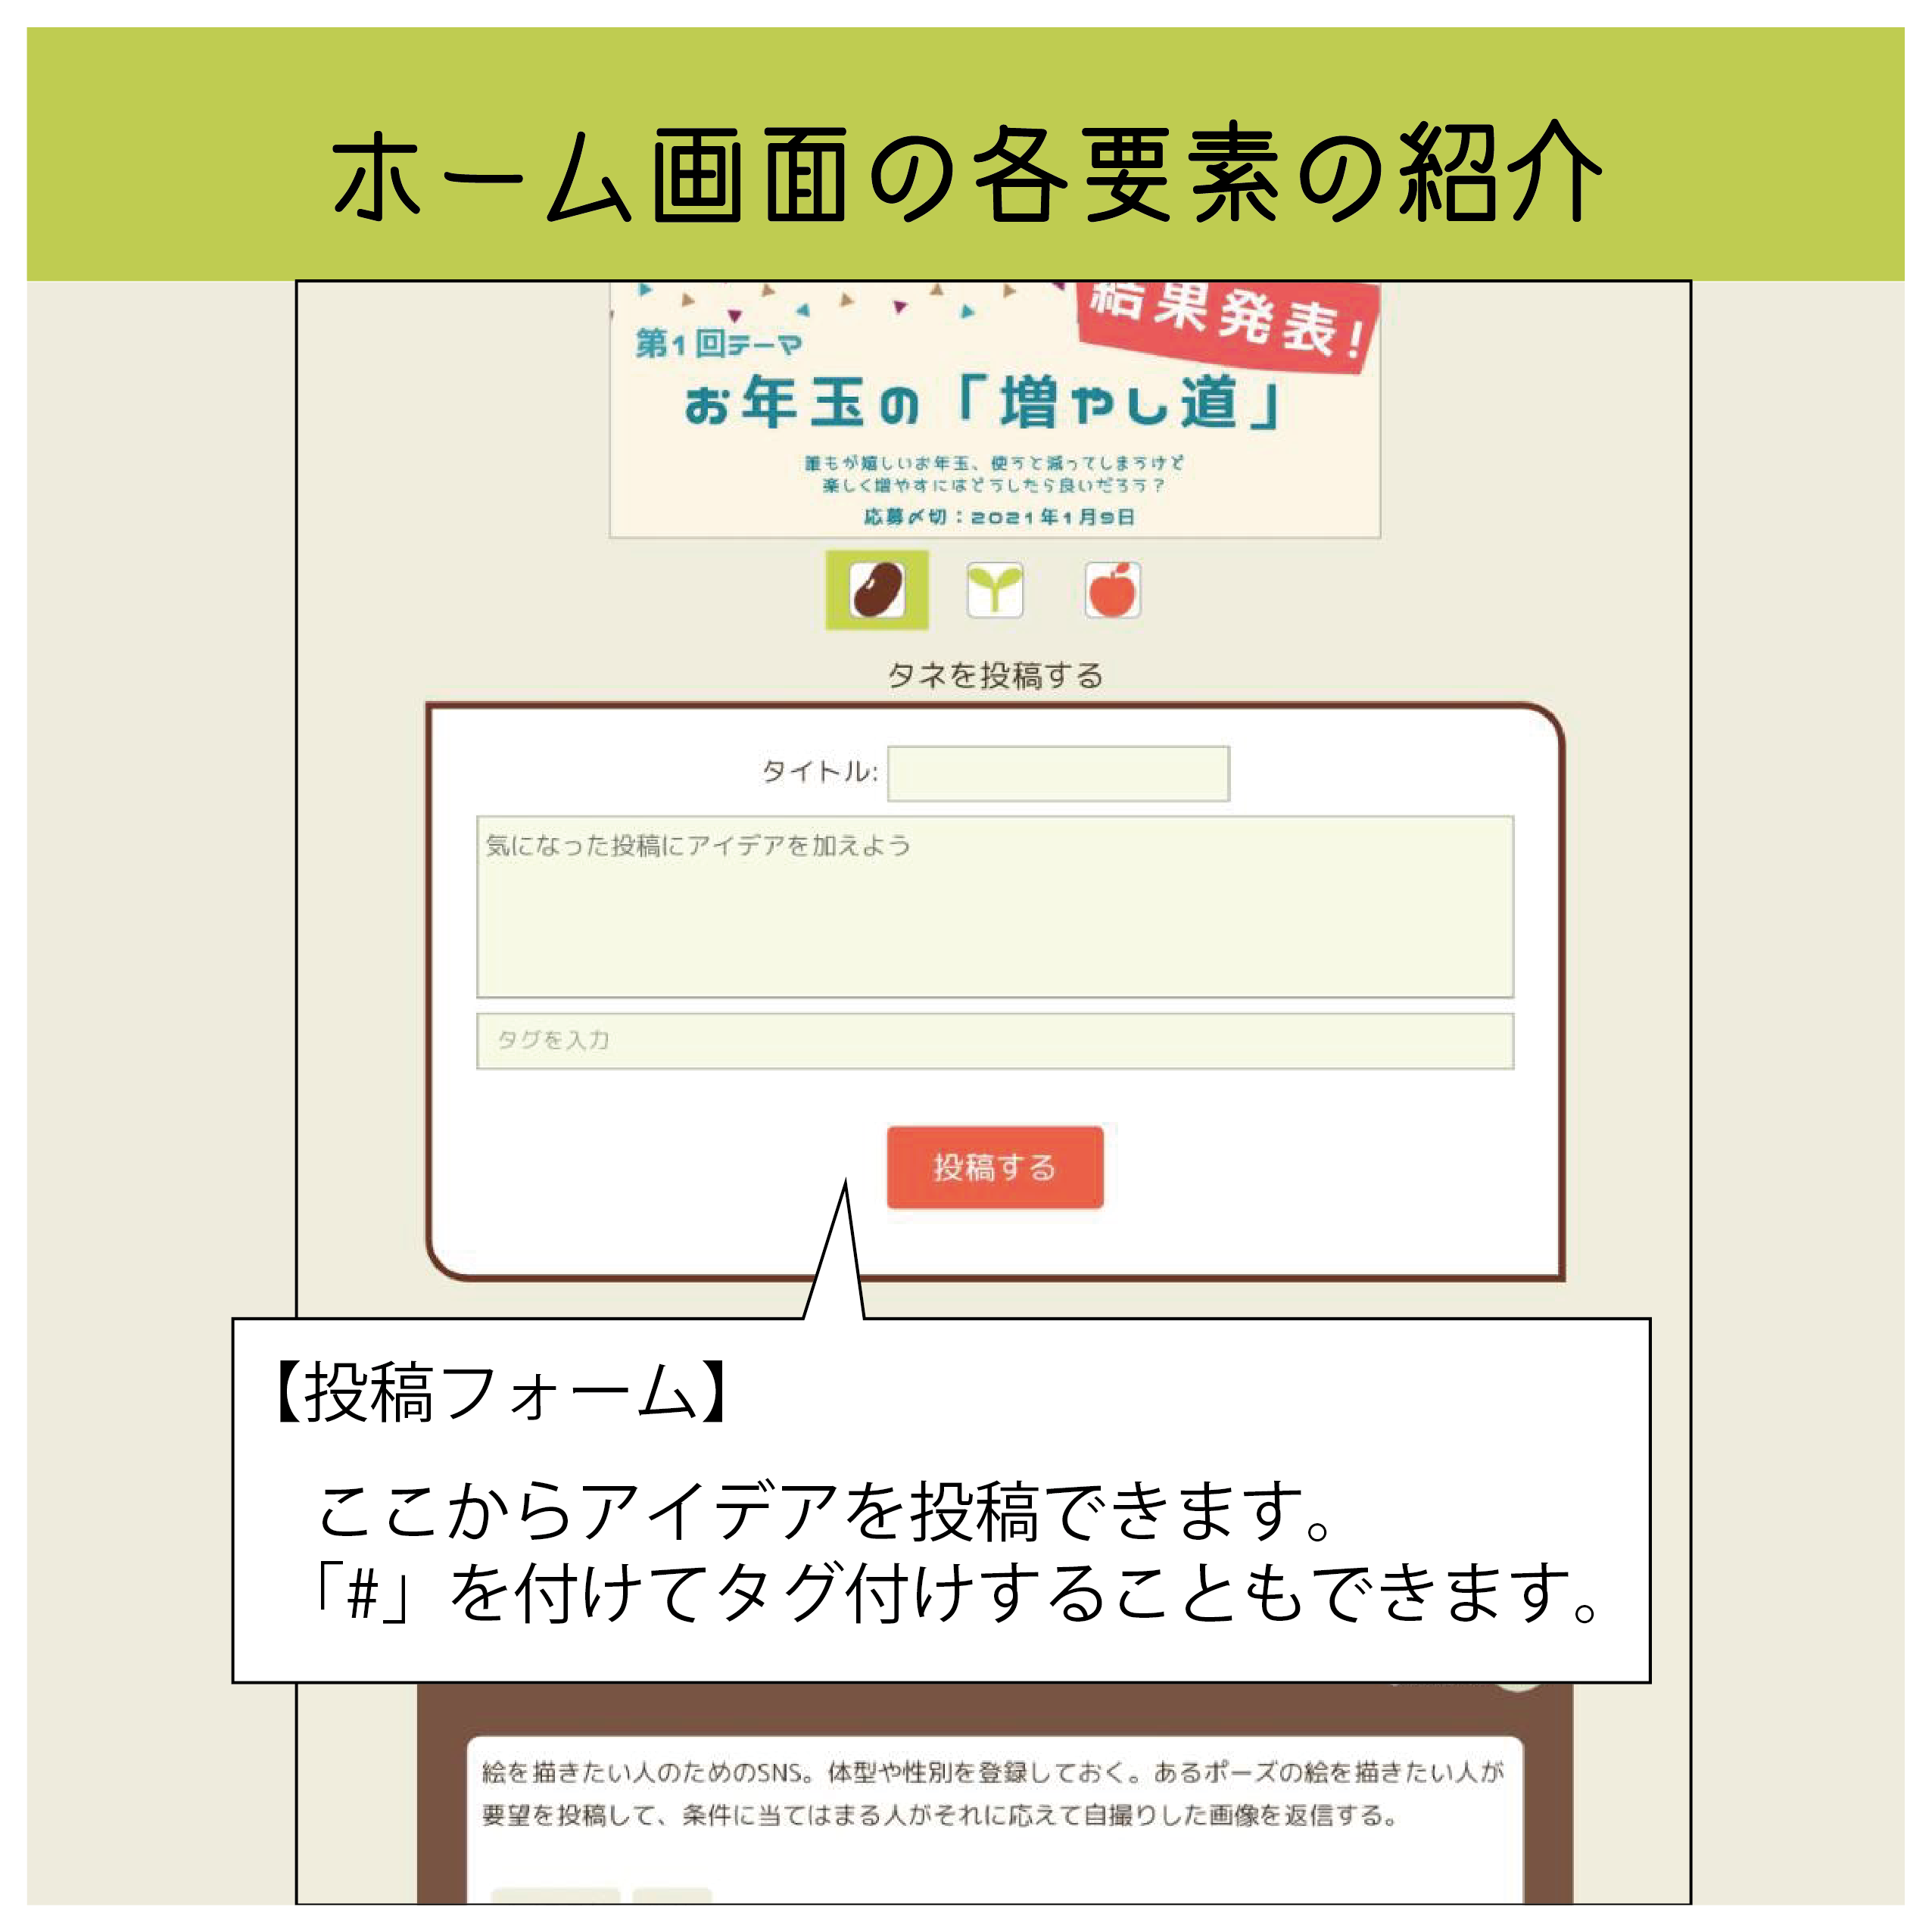 ホーム画面の各要素の紹介
結果発表!
第1回テーマ
お年玉の「増やし道」
誰もが嬉しいお年玉、使うと減ってしまうけど
楽しく増やすにはどうしたら良いだろう?
応募〆切：2021年1月9日
タネを投稿する
タイトル:
気になった投稿にアイデアを加えよう
タグを入力
投稿する
【投稿フォーム】
ここからアイデアを投稿できます。
「#」を付けてタグ付けすることもできます。
絵を描きたい人のためのSNS。体型や性別を登録しておく。あるポーズの絵を描きたい人が
要望を投稿して、条件に当てはまる人がそれに応えて自撮りした画像を返信する。